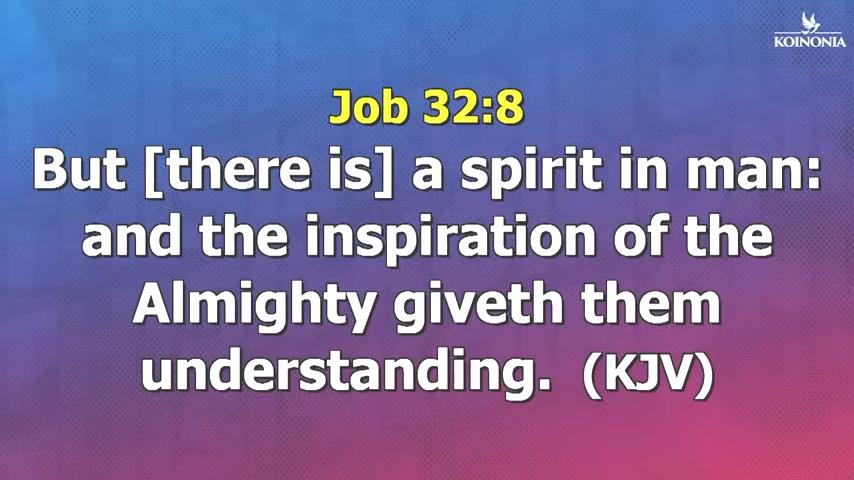 KOINONIA
Job 32:8
But [there is] a spirit in man:
and the inspiration of the
Almighty giveth them
understanding. (KJV)